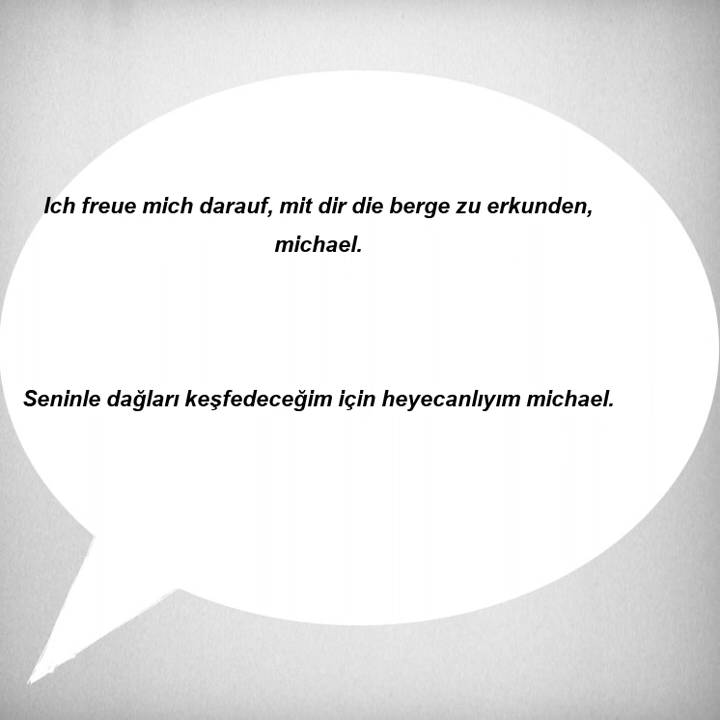 Ich freue mich darauf, mit dir die berge zu erkunden,
michael.
Seninle dağları keşfedeceğim için heyecanlıyım michael.